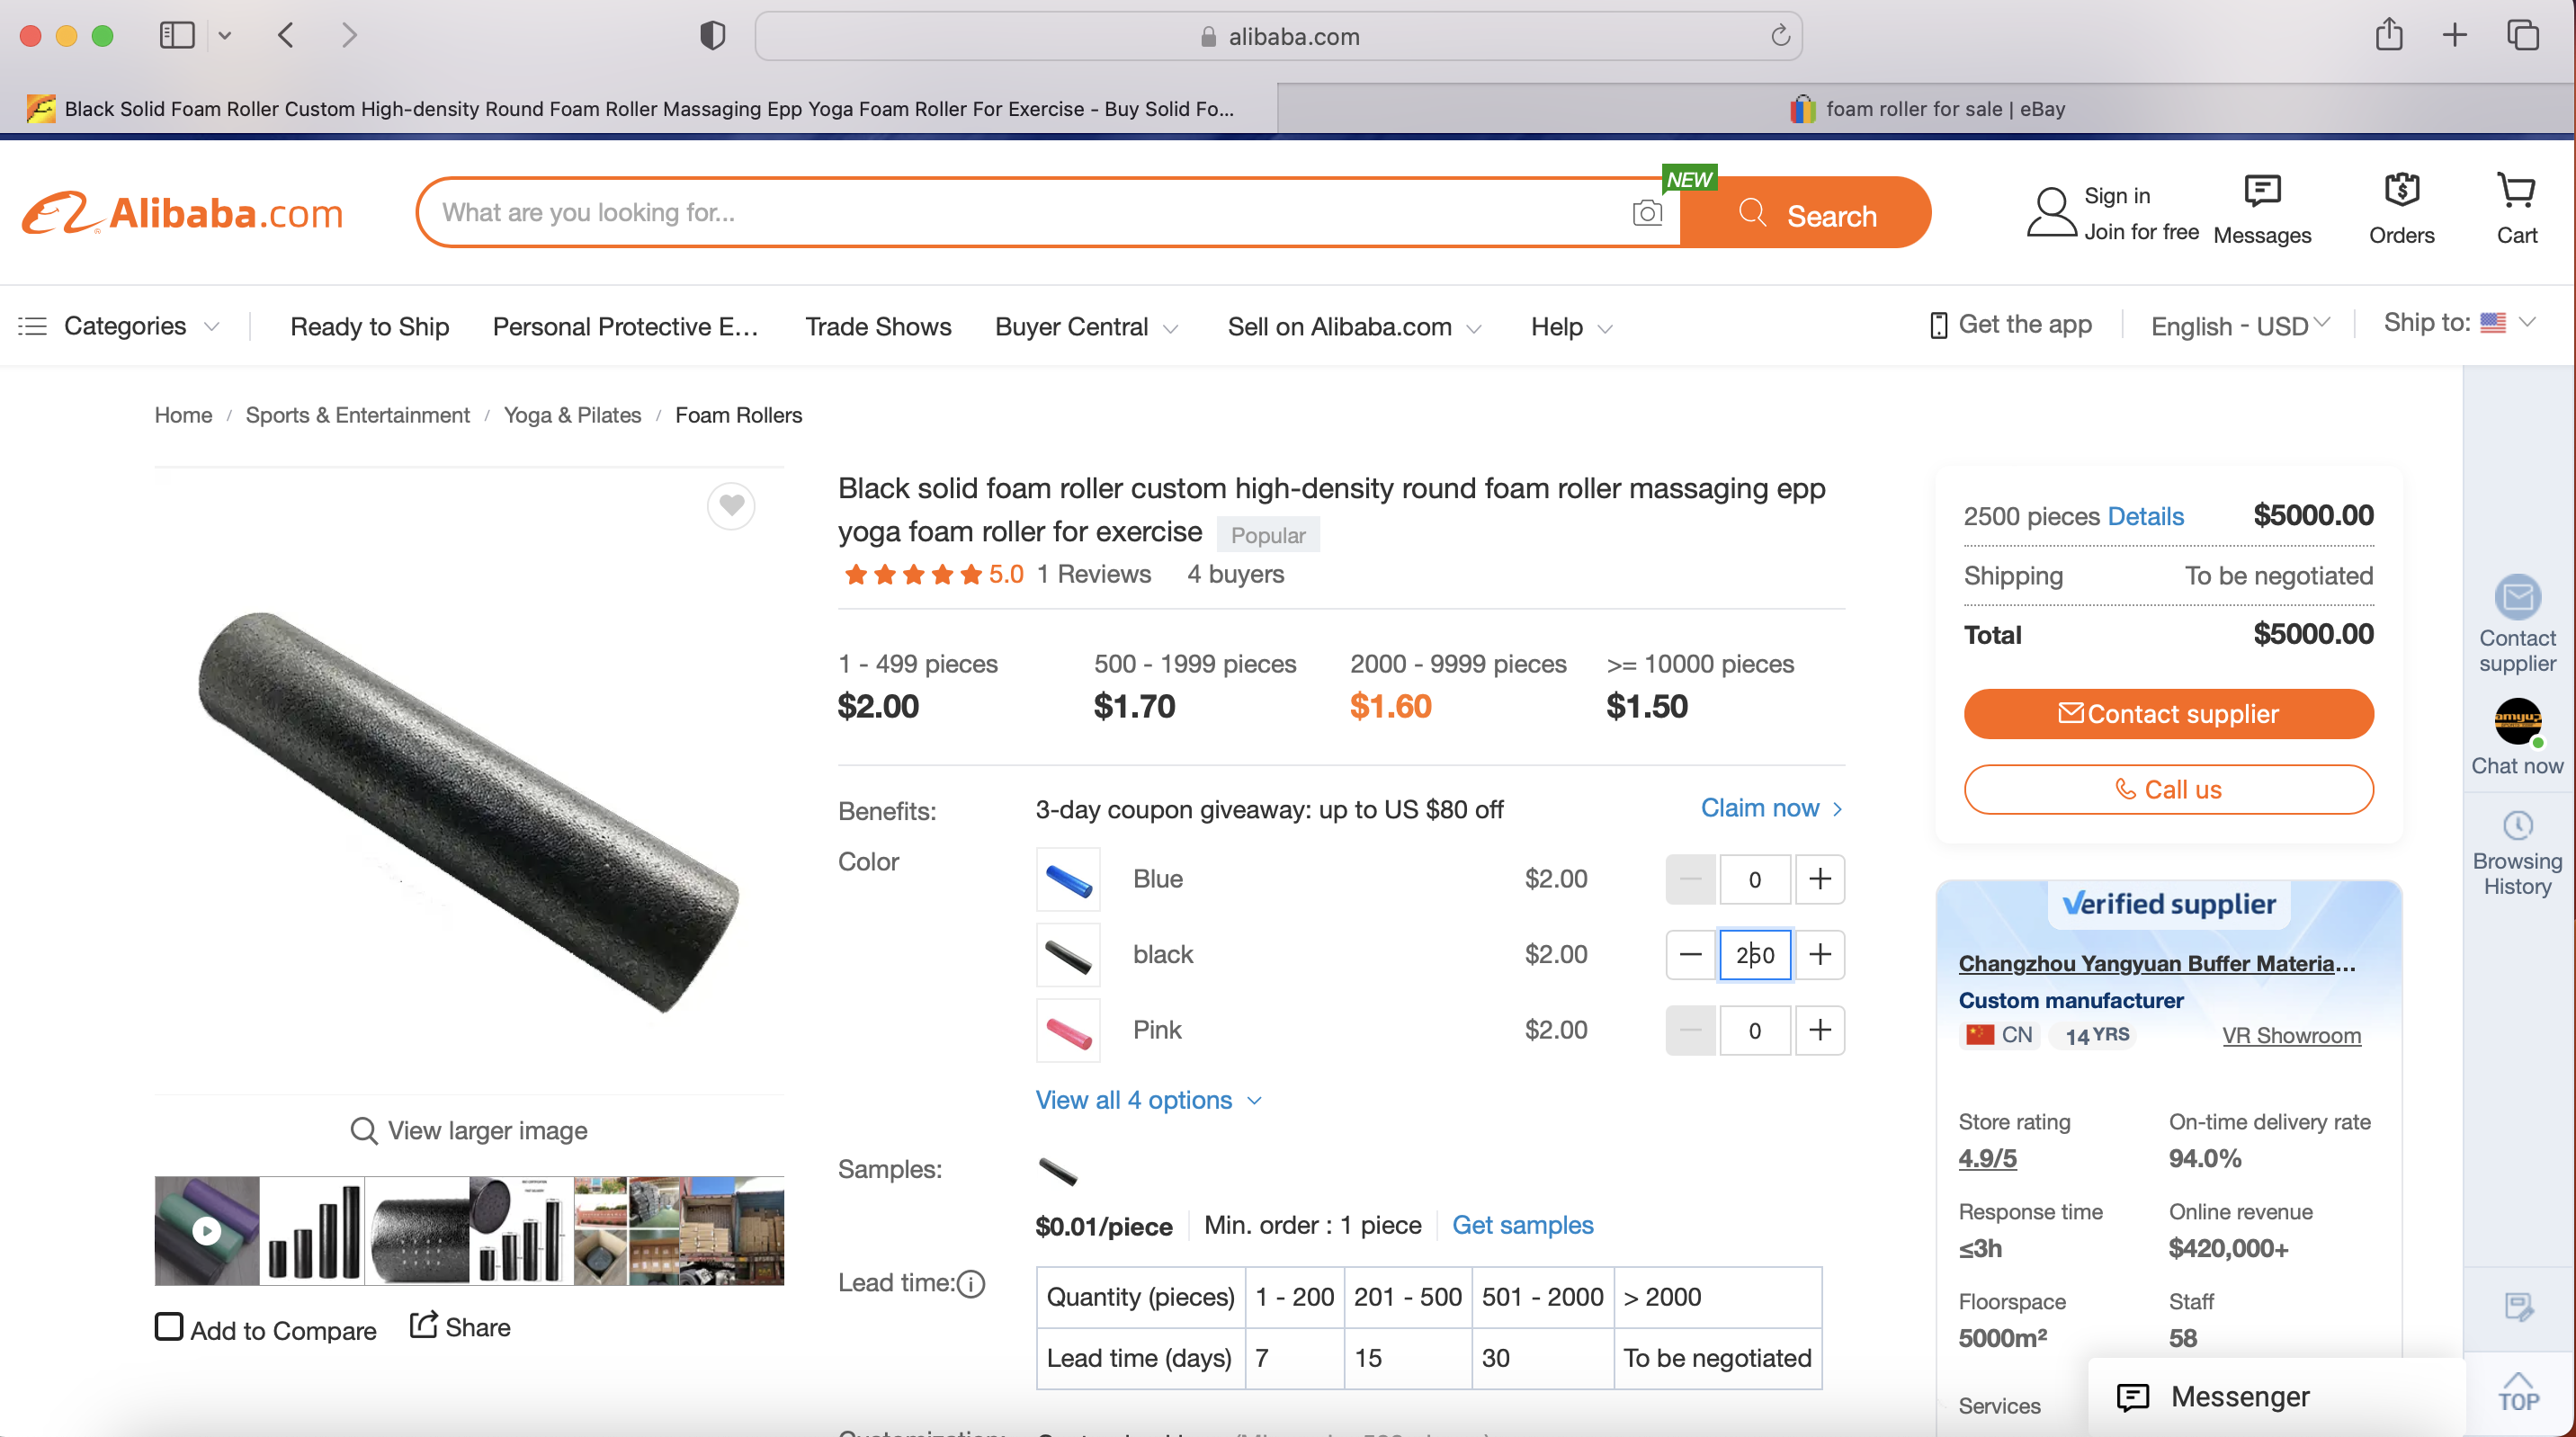 alibaba.com
Black Solid Foam Roller Custom High-density Round Foam Roller Massaging Epp Yoga Foam Roller For Exercise - Buy Solid Fo...
foam roller for sale | eBay
Alibaba.com
What are you looking for...
NEW
Search
Sign in
Join for free
Messages
Orders
Cart
Categories
Ready to Ship
Personal Protective E...
Trade Shows
Buyer Central
Sell on Alibaba.com
Help
Get the app
English - USD
Ship to:
Home / Sports & Entertainment / Yoga & Pilates / Foam Rollers
Black solid foam roller custom high-density round foam roller massaging epp
yoga foam roller for exercise Popular
5.0 1 Reviews 4 buyers
1 - 499 pieces
$2.00
500 - 1999 pieces
$1.70
2000 - 9999 pieces
$1.60
>= 10000 pieces
$1.50
Benefits: 3-day coupon giveaway: up to US $80 off Claim now >
Color
Blue $2.00 0 +
black $2.00 − 250 +
Pink $2.00 0 +
View all 4 options
Samples:
$0.01/piece Min. order : 1 piece Get samples
Lead time:
Quantity (pieces) 1 - 200 201 - 500 501 - 2000 > 2000
Lead time (days) 7 15 30 To be negotiated
View larger image
Add to Compare
Share
2500 pieces Details $5000.00
Shipping To be negotiated
Total $5000.00
Contact supplier
Call us
Verified supplier
Changzhou Yangyuan Buffer Materia...
Custom manufacturer
CN 14 YRS VR Showroom
Store rating
4.9/5
On-time delivery rate
94.0%
Response time
≤3h
Online revenue
$420,000+
Floorspace
5000m²
Staff
58
Services
Messenger
Contact
supplier
Chat now
Browsing
History
TOP